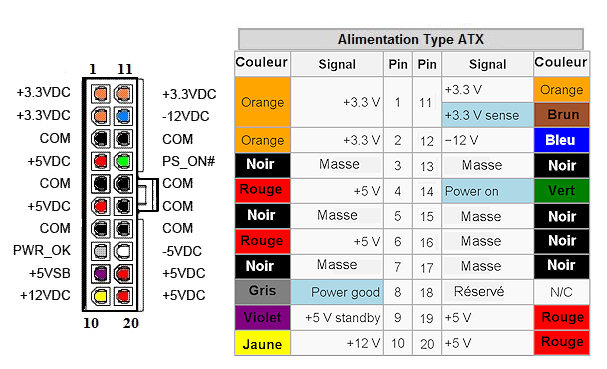 1 11
+3.3VDC +3.3VDC
+3.3VDC -12VDC
COM COM
+5VDC PS_ON#
COM COM
+5VDC COM
COM COM
PWR_OK -5VDC
+5VSB +5VDC
+12VDC +5VDC
10 20
Alimentation Type ATX
Couleur Signal Pin Pin Signal Couleur
Orange +3.3 V 1 11 +3.3 V Orange
+3.3 V sense Brun
Orange +3.3 V 2 12 −12 V Bleu
Noir Masse 3 13 Masse Noir
Rouge +5 V 4 14 Power on Vert
Noir Masse 5 15 Masse Noir
Rouge +5 V 6 16 Masse Noir
Noir Masse 7 17 Masse Noir
Gris Power good 8 18 Réservé N/C
Violet +5 V standby 9 19 +5 V Rouge
Jaune +12 V 10 20 +5 V Rouge